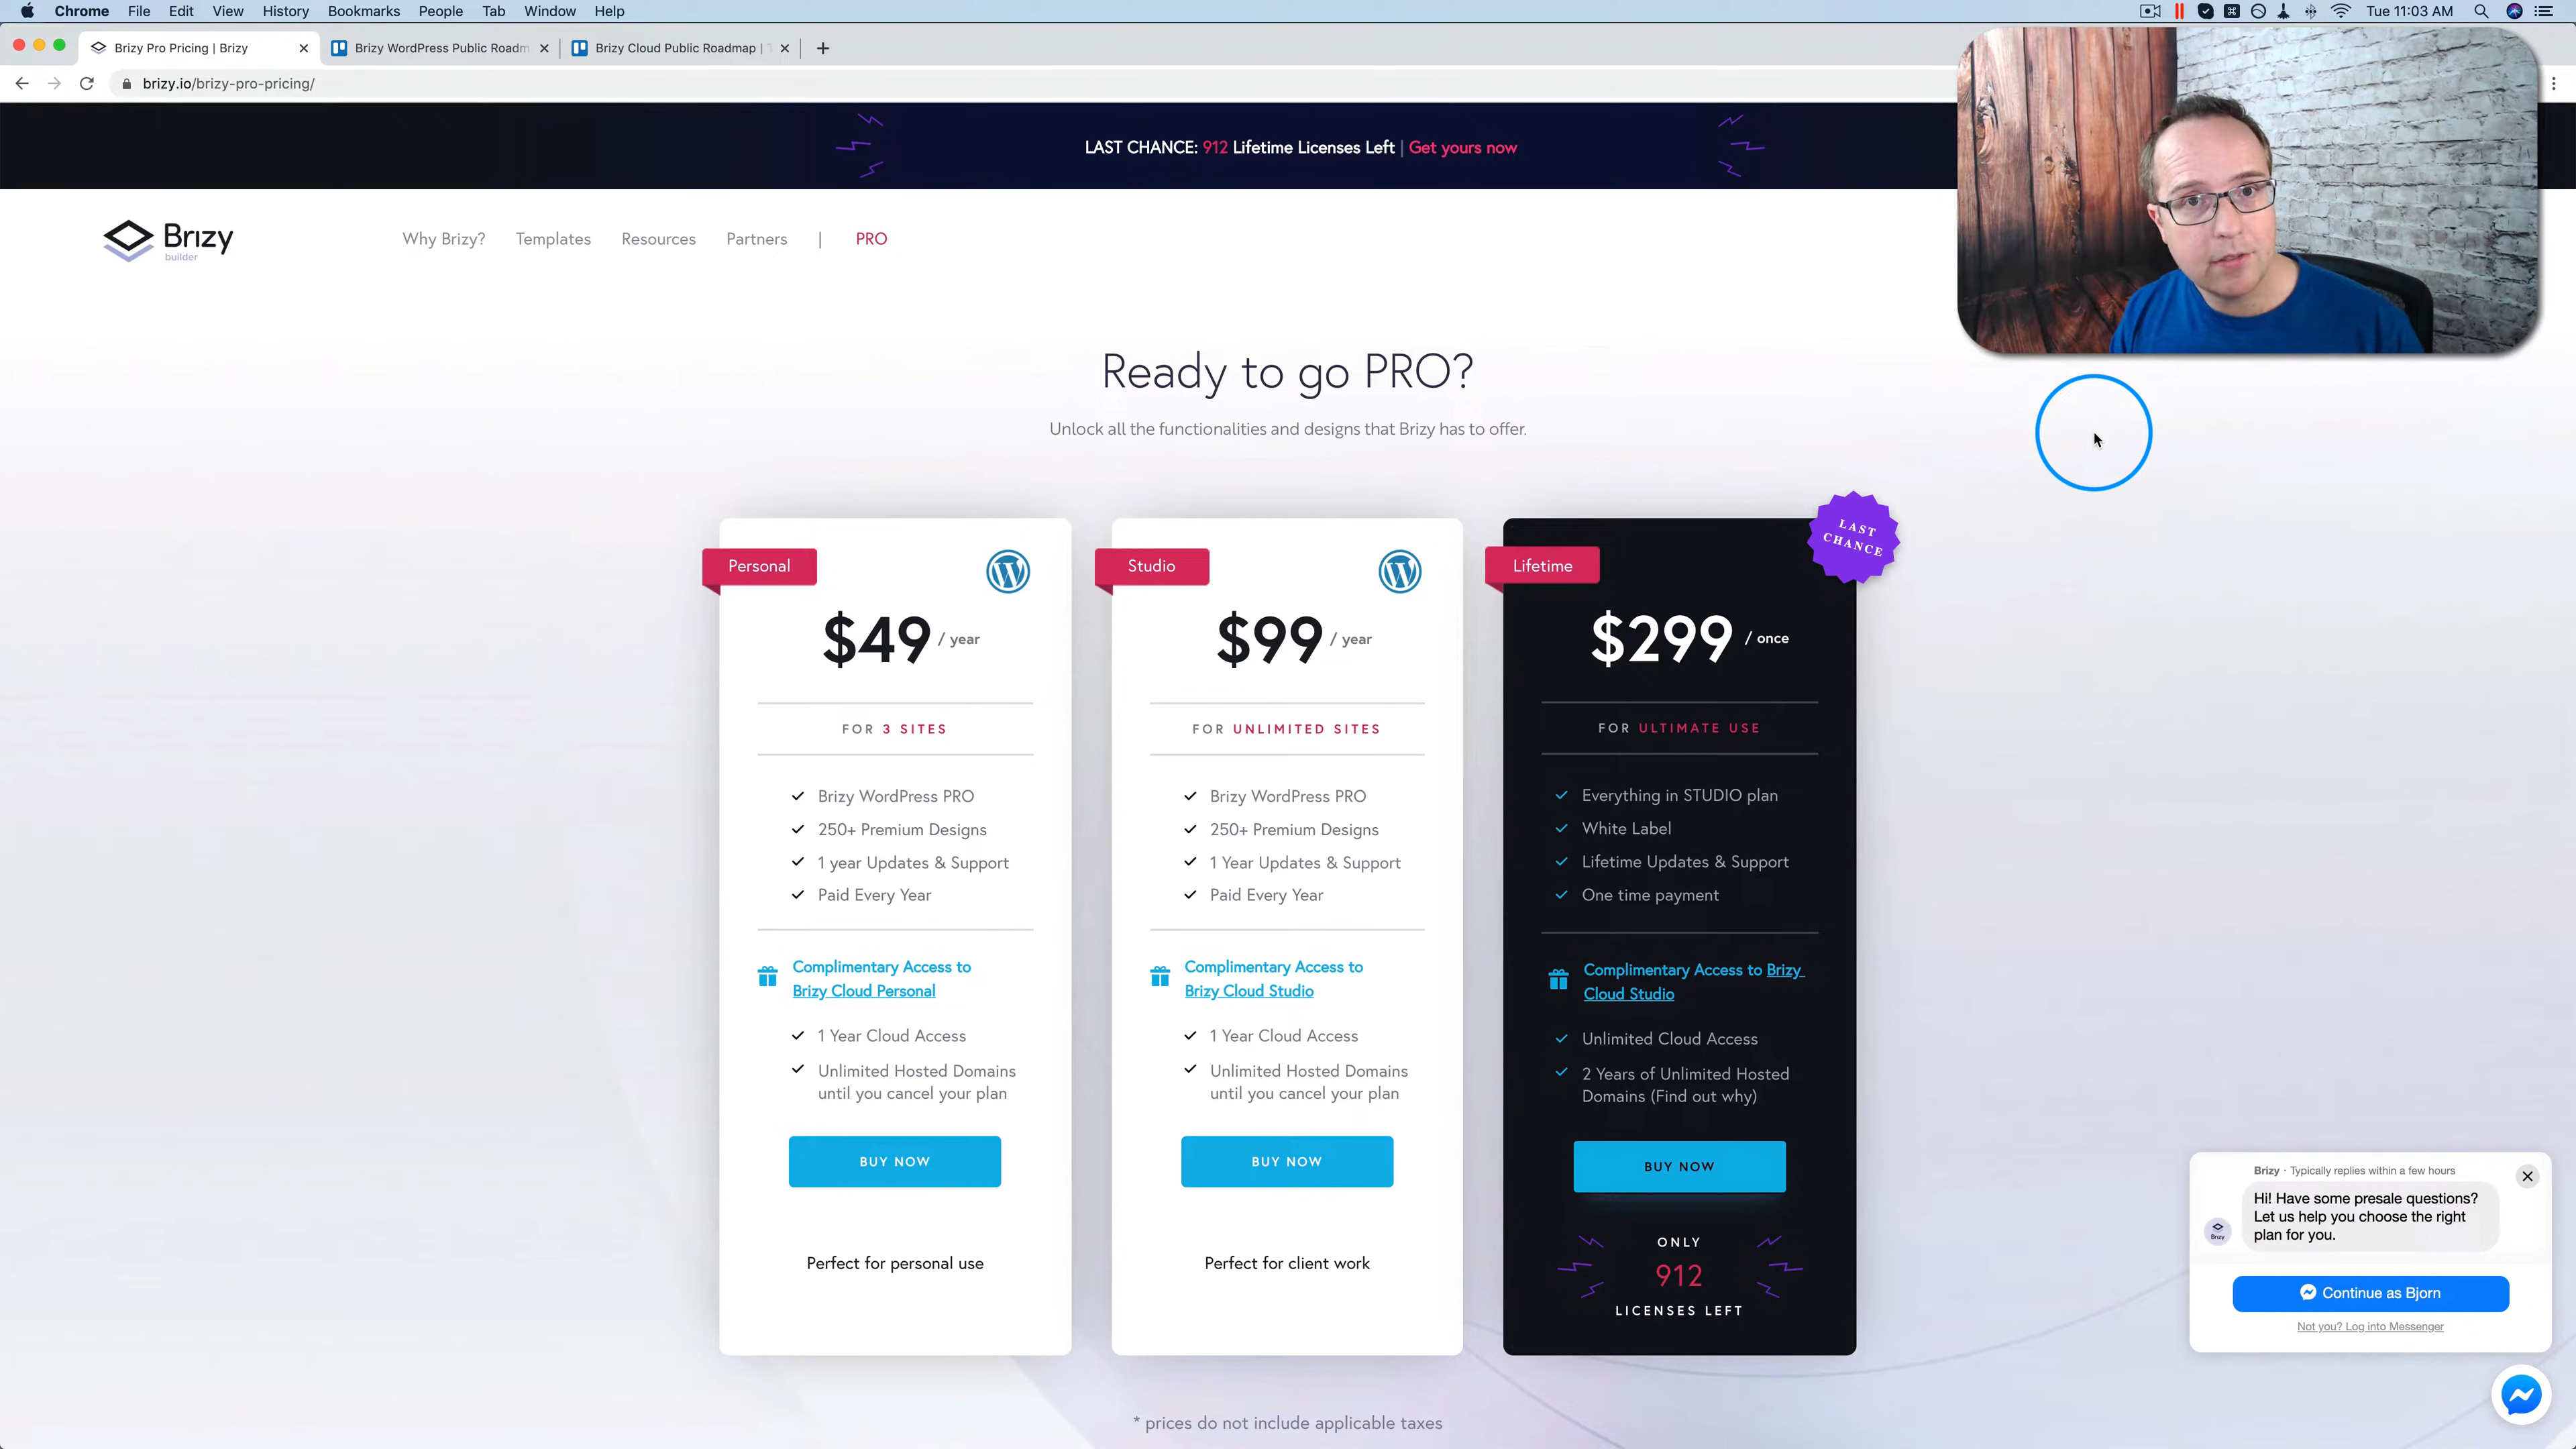 Chrome File Edit View History Bookmarks People Tab Window Help
Tue 11:03 AM
Brizy Pro Pricing | Brizy
Brizy WordPress Public Roadm
Brizy Cloud Public Roadmap |
brizy.io/brizy-pro-pricing/
LAST CHANCE: 912 Lifetime Licenses Left | Get yours now
Brizy
builder
Why Brizy? Templates Resources Partners | PRO
Ready to go PRO?
Unlock all the functionalities and designs that Brizy has to offer.
Personal
$49 / year
FOR 3 SITES
Brizy WordPress PRO
250+ Premium Designs
1 year Updates & Support
Paid Every Year
Complimentary Access to
Brizy Cloud Personal
1 Year Cloud Access
Unlimited Hosted Domains
until you cancel your plan
BUY NOW
Perfect for personal use
Studio
$99 / year
FOR UNLIMITED SITES
Brizy WordPress PRO
250+ Premium Designs
1 Year Updates & Support
Paid Every Year
Complimentary Access to
Brizy Cloud Studio
1 Year Cloud Access
Unlimited Hosted Domains
until you cancel your plan
BUY NOW
Perfect for client work
LAST
CHANCE
Lifetime
$299 / once
FOR ULTIMATE USE
Everything in STUDIO plan
White Label
Lifetime Updates & Support
One time payment
Complimentary Access to Brizy
Cloud Studio
Unlimited Cloud Access
2 Years of Unlimited Hosted
Domains (Find out why)
BUY NOW
ONLY
912
LICENSES LEFT
* prices do not include applicable taxes
Brizy · Typically replies within a few hours
Hi! Have some presale questions?
Let us help you choose the right
plan for you.
Brizy
Continue as Bjorn
Not you? Log into Messenger